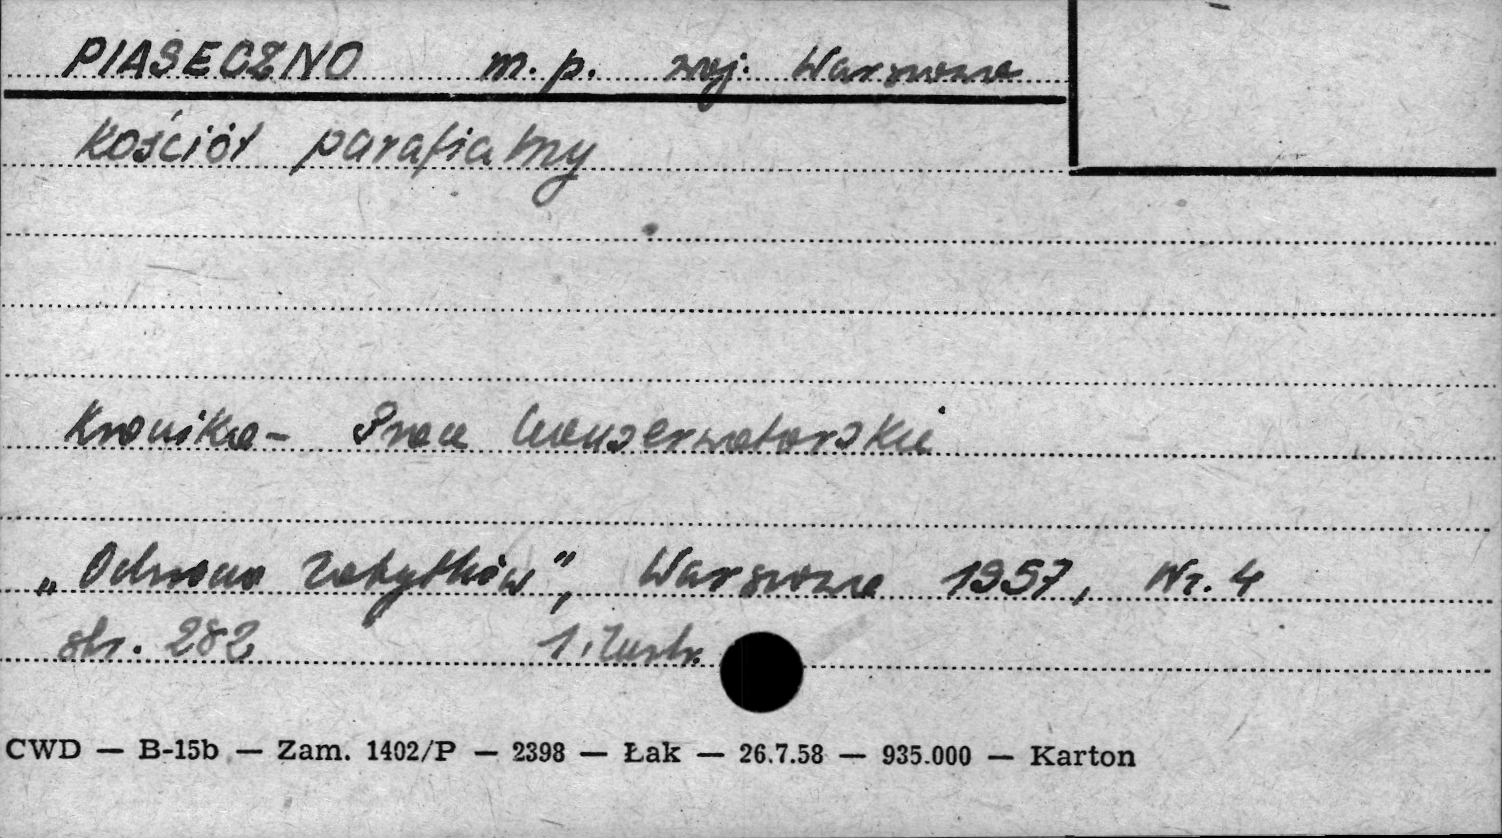 PIASECZNO m. p. woj. Warszawa
Kościół parafialny
Kronika - Prace konserwatorskie
„Ochrona Zabytków”, Warszawa 1957, Nr. 4
str. 282 1 ilustr.
CWD — B-15b — Zam. 1402/P — 2398 — Łak — 26.7.58 — 935.000 — Karton